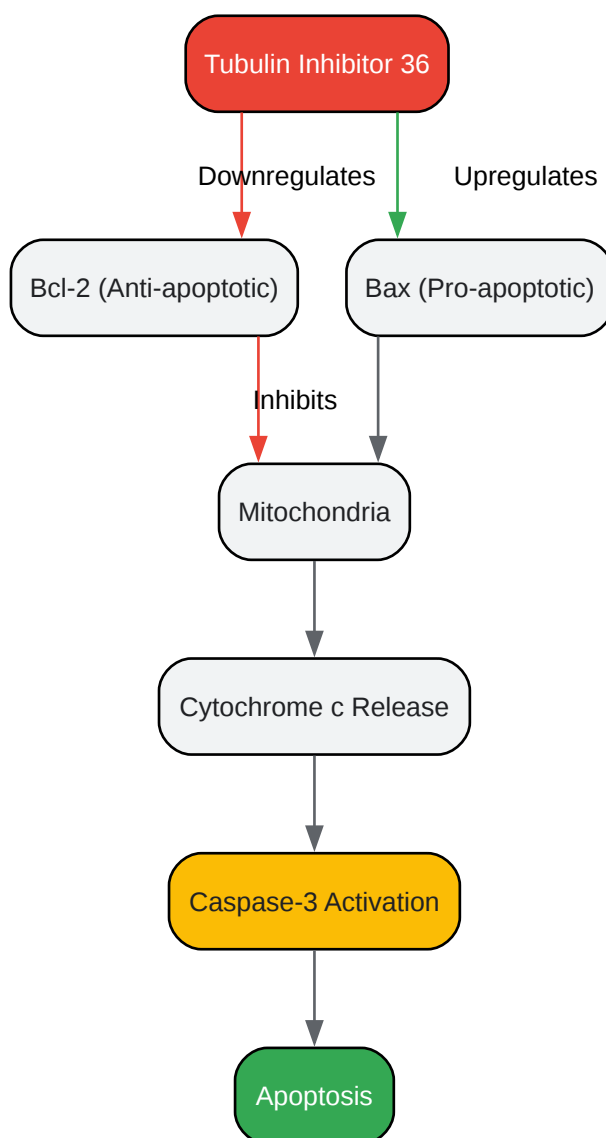 Tubulin Inhibitor 36
Downregulates
Upregulates
Bcl-2 (Anti-apoptotic)
Bax (Pro-apoptotic)
Inhibits
Mitochondria
Cytochrome c Release
Caspase-3 Activation
Apoptosis